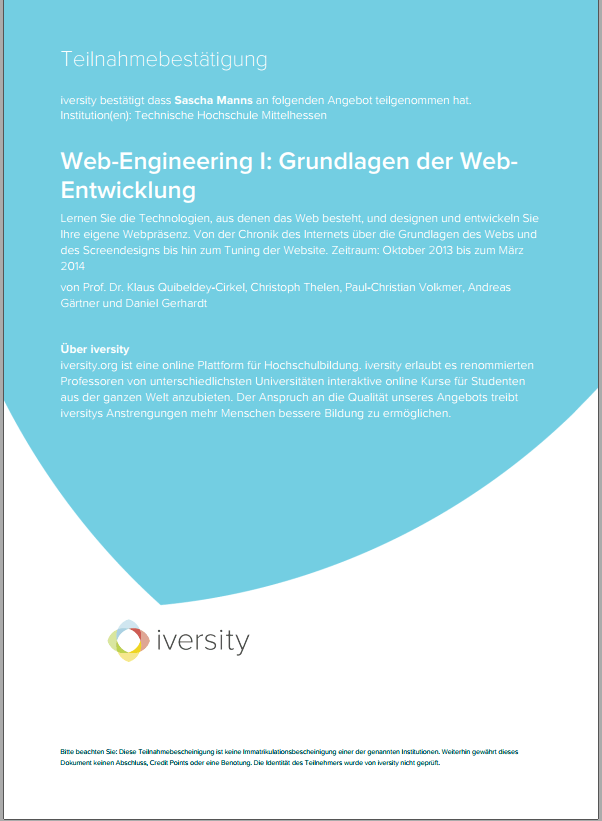 Teilnahmebestätigung
iversity bestätigt dass Sascha Manns an folgenden Angebot teilgenommen hat.
Institution(en): Technische Hochschule Mittelhessen
Web-Engineering I: Grundlagen der Web-
Entwicklung
Lernen Sie die Technologien, aus denen das Web besteht, und designen und entwickeln Sie
Ihre eigene Webpräsenz. Von der Chronik des Internets über die Grundlagen des Webs und
des Screendesigns bis hin zum Tuning der Website. Zeitraum: Oktober 2013 bis zum März
2014
von Prof. Dr. Klaus Quibeldey-Cirkel, Christoph Thelen, Paul-Christian Volkmer, Andreas
Gärtner und Daniel Gerhardt
Über iversity
iversity.org ist eine online Plattform für Hochschulbildung. iversity erlaubt es renommierten
Professoren von unterschiedlichsten Universitäten interaktive online Kurse für Studenten
aus der ganzen Welt anzubieten. Der Anspruch an die Qualität unseres Angebots treibt
iversitys Anstrengungen mehr Menschen bessere Bildung zu ermöglichen.
iversity
Bitte beachten Sie: Diese Teilnahmebescheinigung ist keine Immatrikulationsbescheinigung einer der genannten Institutionen. Weiterhin gewährt dieses
Dokument keinen Abschluss, Credit Points oder eine Benotung. Die Identität des Teilnehmers wurde von iversity nicht geprüft.